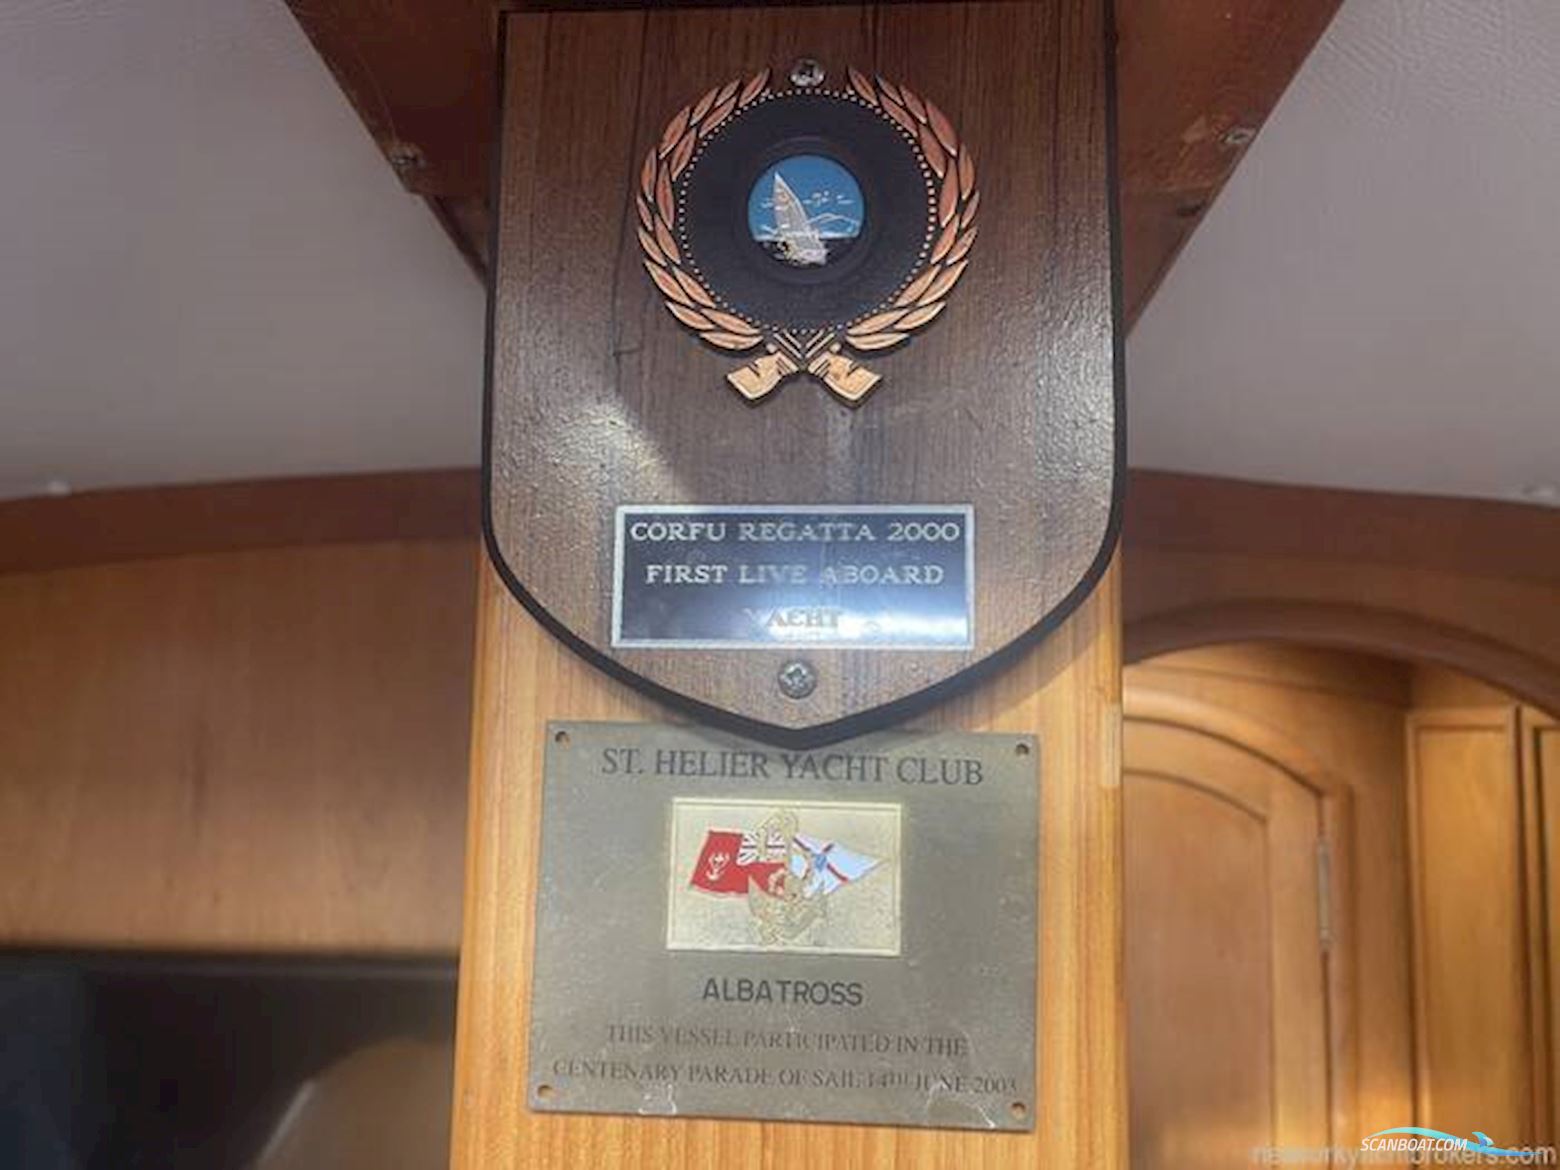 CORFU REGATTA 2000
FIRST LIVE ABOARD
YACHT
ST. HELIER YACHT CLUB
ALBATROSS
THIS VESSEL PARTICIPATED IN THE
CENTENARY PARADE OF SAIL 14TH JUNE 2003
SCANBOAT.COM